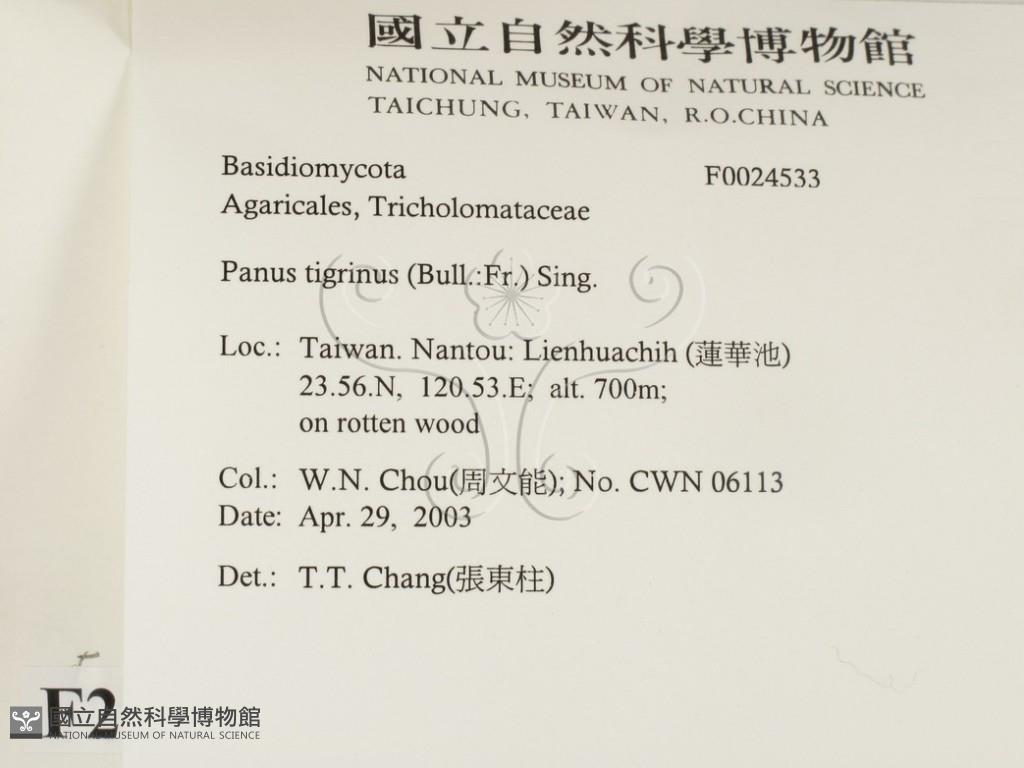 國立自然科學博物館
NATIONAL MUSEUM OF NATURAL SCIENCE
TAICHUNG, TAIWAN, R.O.CHINA
Basidiomycota F0024533
Agaricales, Tricholomataceae
Panus tigrinus (Bull.:Fr.) Sing.
Loc.: Taiwan. Nantou: Lienhuachih (蓮華池)
23.56.N, 120.53.E; alt. 700m;
on rotten wood
Col.: W.N. Chou(周文能); No. CWN 06113
Date: Apr. 29, 2003
Det.: T.T. Chang(張東柱)
F2
國立自然科學博物館
NATIONAL MUSEUM OF NATURAL SCIENCE